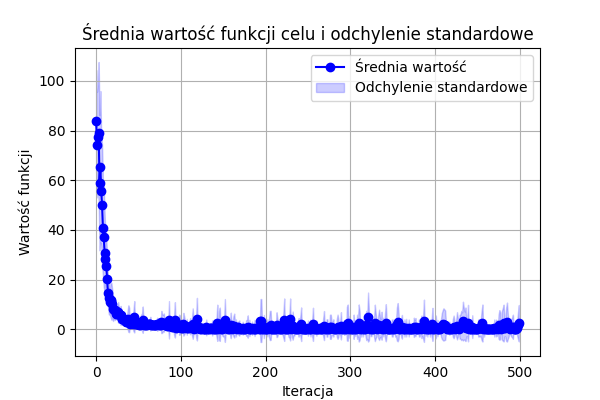 Średnia wartość funkcji celu i odchylenie standardowe
Średnia wartość
Odchylenie standardowe
Wartość funkcji
100
80
60
40
20
0
0 100 200 300 400 500
Iteracja